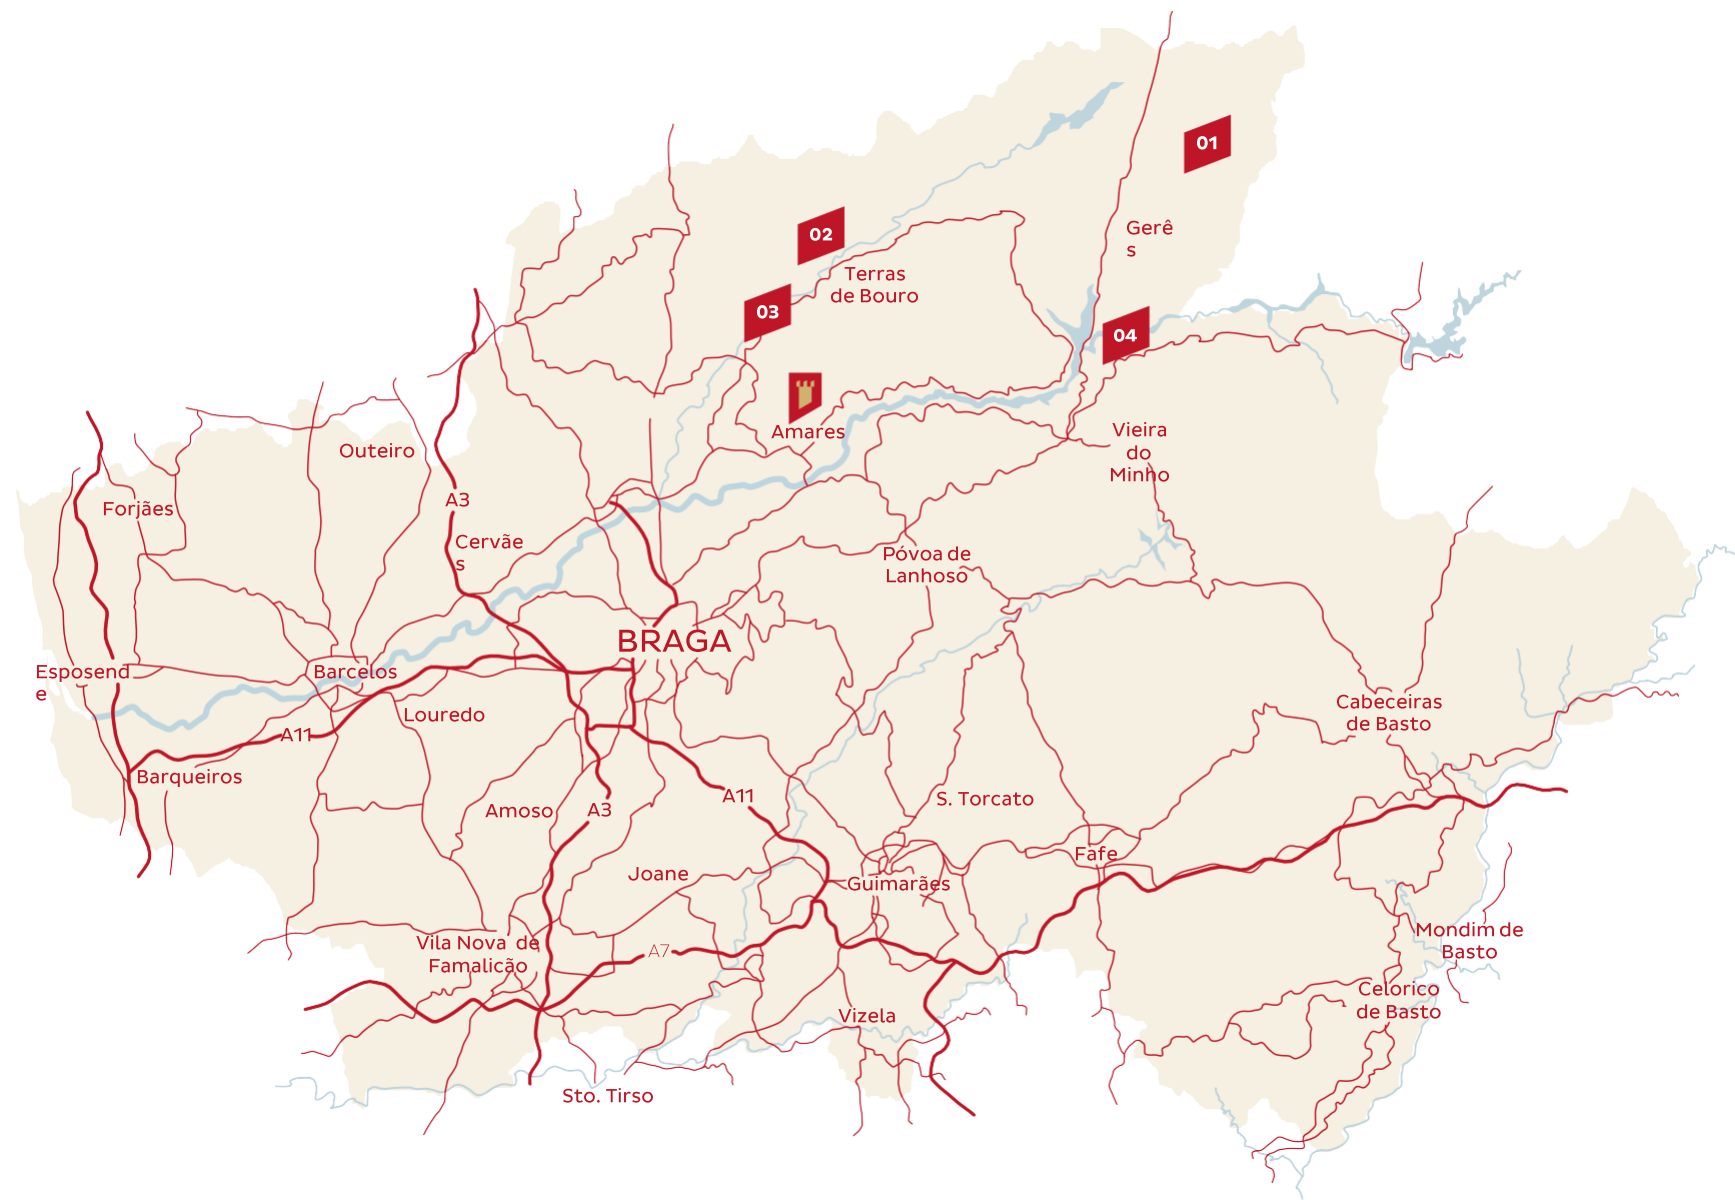 01
02
Gerê
s
Terras
de Bouro
03
04
Amares
Vieira
do
Minho
Outeiro
A3
Forjães
Cervãe
s
Póvoa de
Lanhoso
BRAGA
Esposend
e
Barcelos
Louredo
A11
Cabeceiras
de Basto
Barqueiros
Amoso
A3
A11
S. Torcato
Fafe
Joane
Guimarães
Vila Nova de
Famalicão
A7
Mondim de
Basto
Celorico
de Basto
Vizela
Sto. Tirso